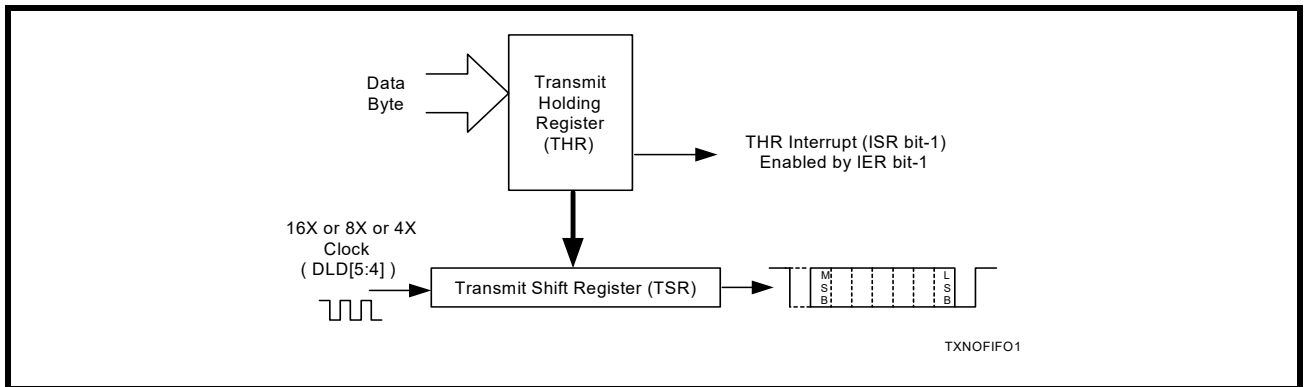 Data
Byte
Transmit
Holding
Register
(THR)
THR Interrupt (ISR bit-1)
Enabled by IER bit-1
16X or 8X or 4X
Clock
( DLD[5:4] )
Transmit Shift Register (TSR)
M
S
B
L
S
B
TXNOFIFO1